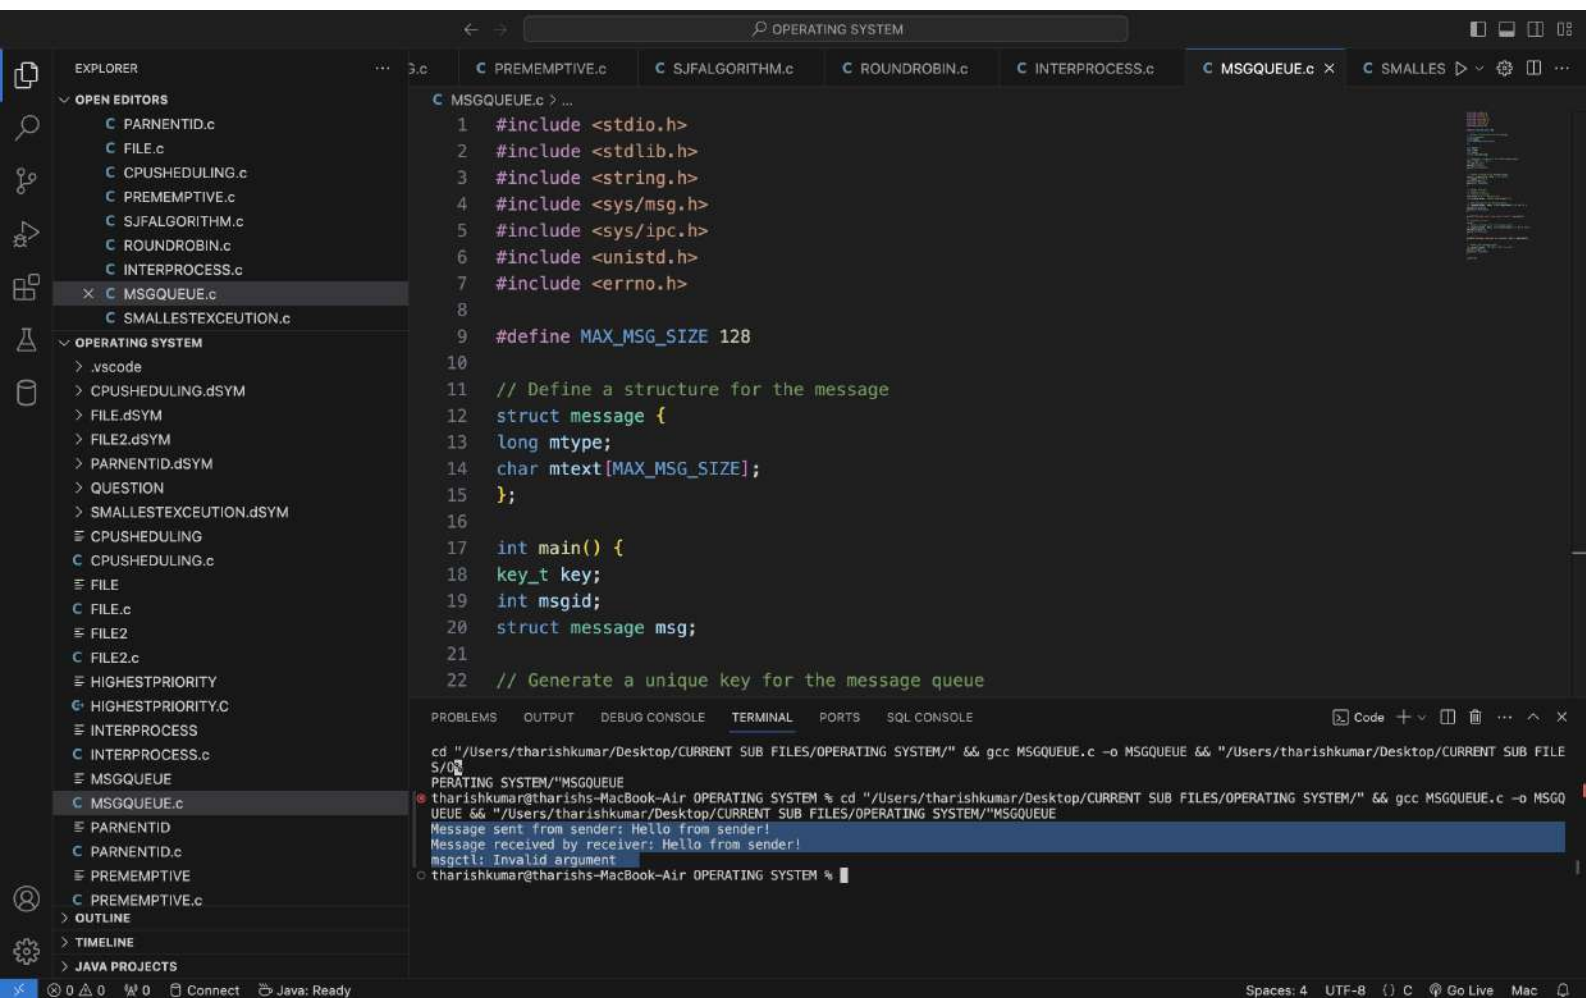 OPERATING SYSTEM
EXPLORER
OPEN EDITORS
C PARNENTID.c
C FILE.c
C CPUSHEDULING.c
C PREMEMPTIVE.c
C SJFALGORITHM.c
C ROUNDROBIN.c
C INTERPROCESS.c
C MSGQUEUE.c
C SMALLESTEXCEUTION.c
OPERATING SYSTEM
> .vscode
> CPUSHEDULING.dSYM
> FILE.dSYM
> FILE2.dSYM
> PARNENTID.dSYM
> QUESTION
> SMALLESTEXCEUTION.dSYM
CPUSHEDULING
C CPUSHEDULING.c
FILE
C FILE.c
FILE2
C FILE2.c
HIGHESTPRIORITY
HIGHESTPRIORITY.C
INTERPROCESS
C INTERPROCESS.c
MSGQUEUE
C MSGQUEUE.c
PARNENTID
C PARNENTID.c
PREMEMPTIVE
C PREMEMPTIVE.c
> OUTLINE
> TIMELINE
> JAVA PROJECTS
G.c C PREMEMPTIVE.c C SJFALGORITHM.c C ROUNDROBIN.c C INTERPROCESS.c C MSGQUEUE.c × C SMALLES
C MSGQUEUE.c > ...
1 #include <stdio.h>
2 #include <stdlib.h>
3 #include <string.h>
4 #include <sys/msg.h>
5 #include <sys/ipc.h>
6 #include <unistd.h>
7 #include <errno.h>
8
9 #define MAX_MSG_SIZE 128
10
11 // Define a structure for the message
12 struct message {
13 long mtype;
14 char mtext[MAX_MSG_SIZE];
15 };
16
17 int main() {
18 key_t key;
19 int msgid;
20 struct message msg;
21
22 // Generate a unique key for the message queue
PROBLEMS OUTPUT DEBUG CONSOLE TERMINAL PORTS SQL CONSOLE Code
cd "/Users/tharishkumar/Desktop/CURRENT SUB FILES/OPERATING SYSTEM/" && gcc MSGQUEUE.c -o MSGQUEUE && "/Users/tharishkumar/Desktop/CURRENT SUB FILE
S/O%
PERATING SYSTEM/"MSGQUEUE
tharishkumar@tharishs-MacBook-Air OPERATING SYSTEM % cd "/Users/tharishkumar/Desktop/CURRENT SUB FILES/OPERATING SYSTEM/" && gcc MSGQUEUE.c -o MSGQ
UEUE && "/Users/tharishkumar/Desktop/CURRENT SUB FILES/OPERATING SYSTEM/"MSGQUEUE
Message sent from sender: Hello from sender!
Message received by receiver: Hello from sender!
msgctl: Invalid argument
tharishkumar@tharishs-MacBook-Air OPERATING SYSTEM %
0 0 0 Connect Java: Ready Spaces: 4 UTF-8 {} C Go Live Mac